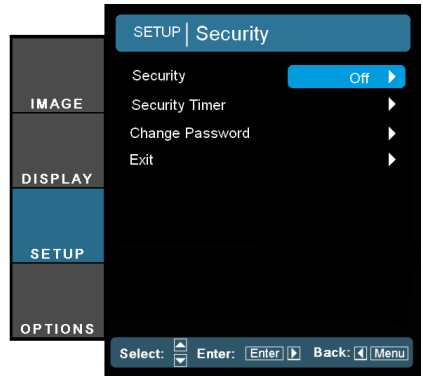 SETUP | Security
Security Off
Security Timer
Change Password
Exit
IMAGE
DISPLAY
SETUP
OPTIONS
Select: Enter: Enter Back: Menu